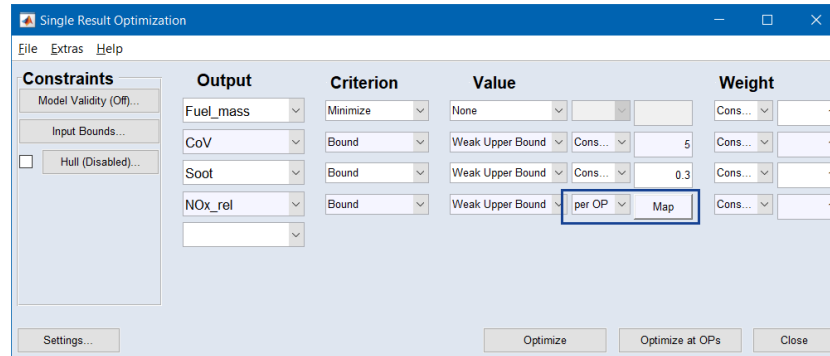 Single Result Optimization
File Extras Help
Constraints Output Criterion Value Weight
Model Validity (Off)...
Fuel_mass Minimize None Cons...
Input Bounds...
CoV Bound Weak Upper Bound Cons... 5 Cons...
Hull (Disabled)...
Soot Bound Weak Upper Bound Cons... 0.3 Cons...
NOx_rel Bound Weak Upper Bound per OP Map Cons...
Settings... Optimize Optimize at OPs Close